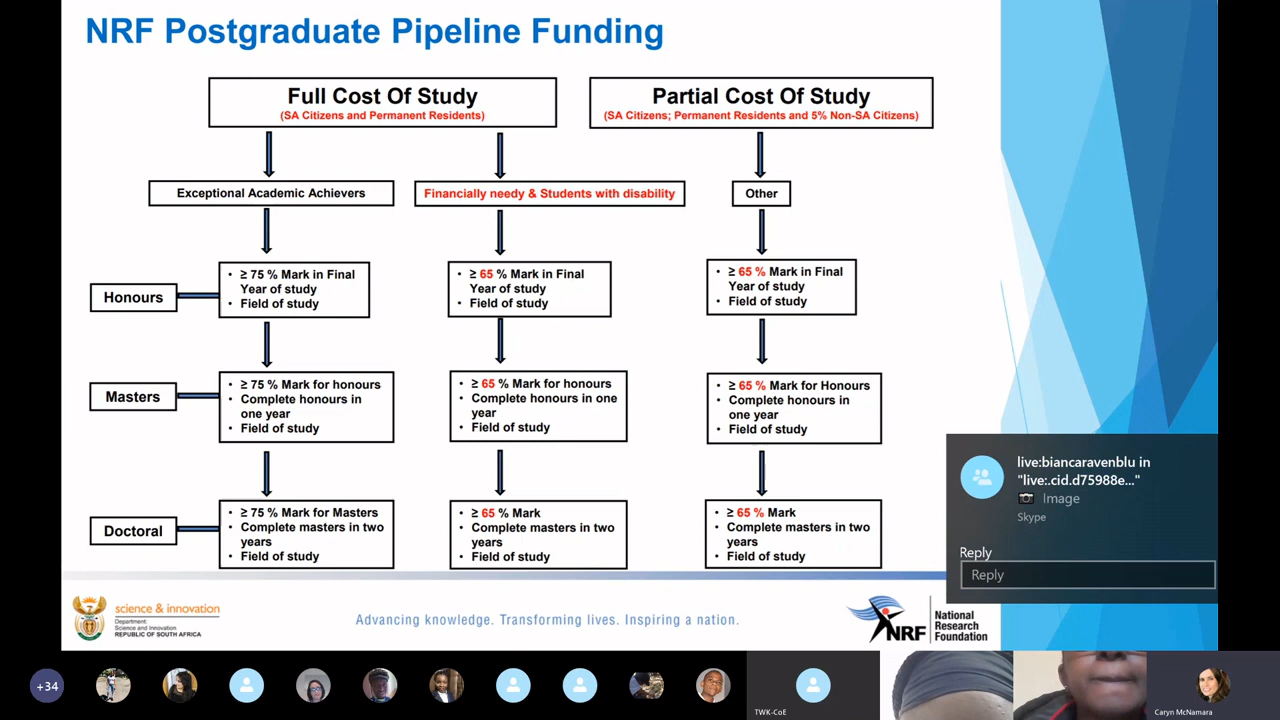 NRF Postgraduate Pipeline Funding
Full Cost Of Study
(SA Citizens and Permanent Residents)
Partial Cost Of Study
(SA Citizens; Permanent Residents and 5% Non-SA Citizens)
Exceptional Academic Achievers
Financially needy & Students with disability
Other
Honours
• ≥ 75 % Mark in Final
Year of study
• Field of study
• ≥ 65 % Mark in Final
Year of study
• Field of study
• ≥ 65 % Mark in Final
Year of study
• Field of study
Masters
• ≥ 75 % Mark for honours
• Complete honours in
one year
• Field of study
• ≥ 65 % Mark for honours
• Complete honours in one
year
• Field of study
• ≥ 65 % Mark for Honours
• Complete honours in
one year
• Field of study
Doctoral
• ≥ 75 % Mark for Masters
• Complete masters in two
years
• Field of study
• ≥ 65 % Mark
• Complete masters in two
years
• Field of study
• ≥ 65 % Mark
• Complete masters in two
years
• Field of study
live:biancaravenblu in
"live:.cid.d75988e..."
Image
Skype
Reply
Reply
science & innovation
Department:
Science and Innovation
REPUBLIC OF SOUTH AFRICA
Advancing knowledge. Transforming lives. Inspiring a nation.
NRF
National
Research
Foundation
+34
TWK-CoE
Caryn McNamara